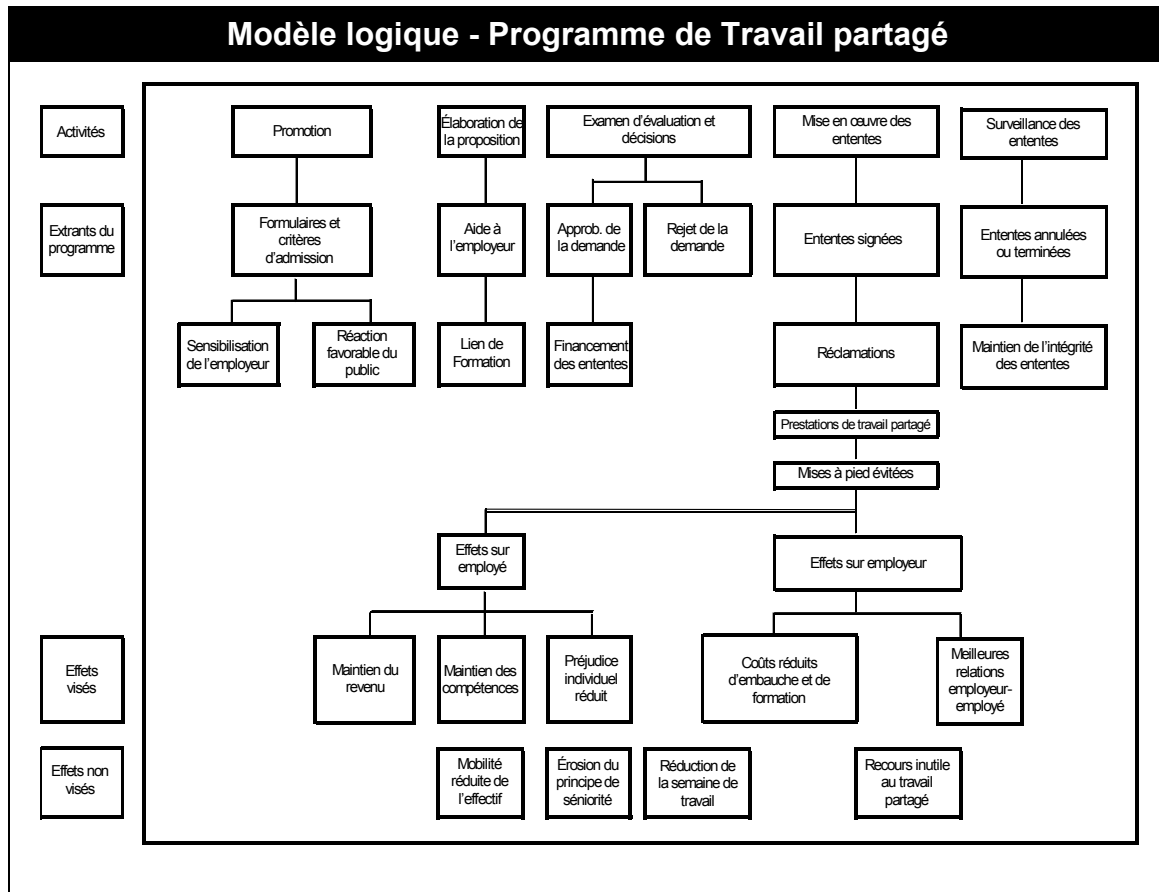 Modèle logique - Programme de Travail partagé
Activités
Promotion
Élaboration de
la proposition
Examen d'évaluation et
décisions
Mise en œuvre des
ententes
Surveillance des
ententes
Extrants du
programme
Formulaires et
critères
d'admission
Aide à
l'employeur
Approb. de
la demande
Rejet de la
demande
Ententes signées
Ententes annulées
ou terminées
Sensibilisation
de l'employeur
Réaction
favorable du
public
Lien de
Formation
Financement
des ententes
Réclamations
Maintien de l'intégrité
des ententes
Prestations de travail partagé
Mises à pied évitées
Effets sur
employé
Effets sur employeur
Effets
visés
Maintien du
revenu
Maintien des
compétences
Préjudice
individuel
réduit
Coûts réduits
d'embauche et de
formation
Meilleures
relations
employeur-
employé
Effets non
visés
Mobilité
réduite de
l'effectif
Érosion du
principe de
séniorité
Réduction de
la semaine de
travail
Recours inutile
au travail
partagé